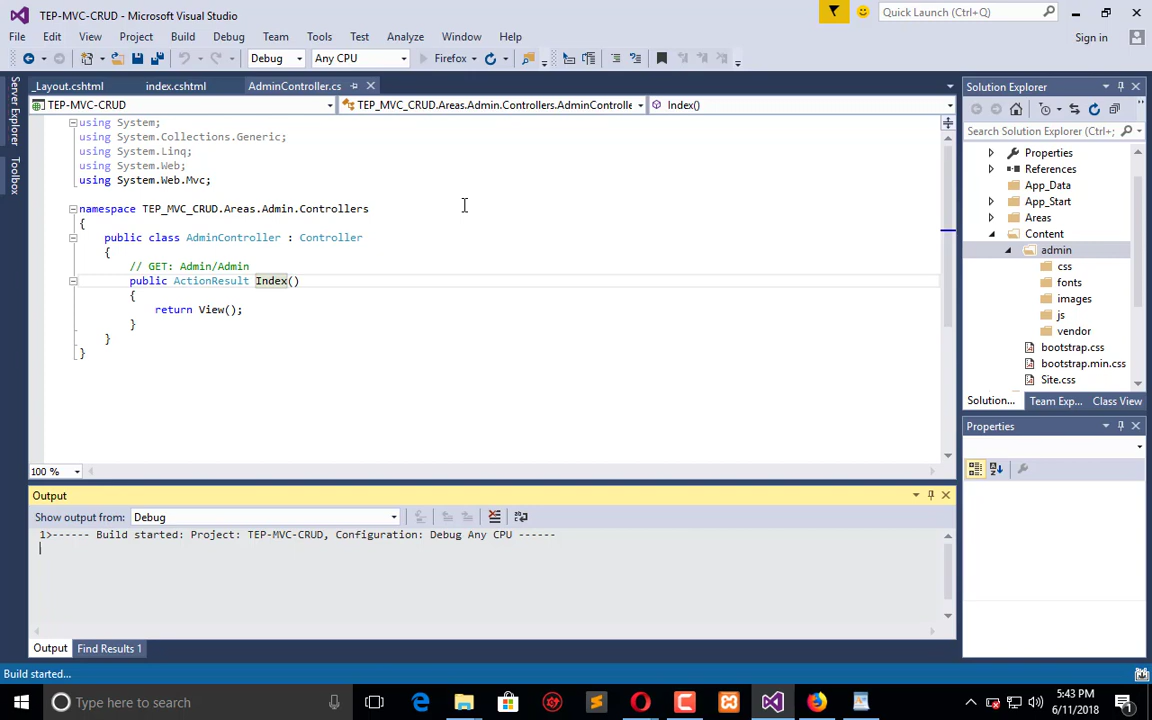 TEP-MVC-CRUD - Microsoft Visual Studio
Quick Launch (Ctrl+Q)
File Edit View Project Build Debug Team Tools Test Analyze Window Help
Sign in
Debug Any CPU Firefox
Server Explorer
Toolbox
_Layout.cshtml index.cshtml AdminController.cs
TEP-MVC-CRUD TEP_MVC_CRUD.Areas.Admin.Controllers.AdminControlle Index()
using System;
using System.Collections.Generic;
using System.Linq;
using System.Web;
using System.Web.Mvc;
namespace TEP_MVC_CRUD.Areas.Admin.Controllers
{
public class AdminController : Controller
{
// GET: Admin/Admin
public ActionResult Index()
{
return View();
}
}
}
100 %
Solution Explorer
Search Solution Explorer (Ctrl+;
Properties
References
App_Data
App_Start
Areas
Content
admin
css
fonts
images
js
vendor
bootstrap.css
bootstrap.min.css
Site.css
Solution... Team Exp... Class View
Properties
Output
Show output from: Debug
1>------ Build started: Project: TEP-MVC-CRUD, Configuration: Debug Any CPU ------
Output Find Results 1
Build started...
Type here to search
5:43 PM
6/11/2018
1